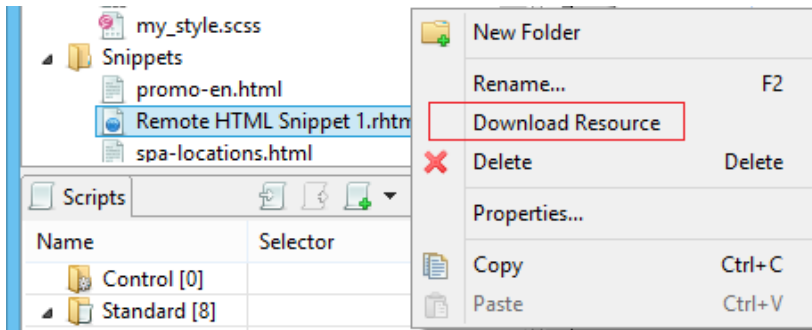 my_style.scss
Snippets
promo-en.html
Remote HTML Snippet 1.rhtm
spa-locations.html
Scripts
Name Selector
Control [0]
Standard [8]
New Folder
Rename... F2
Download Resource
Delete Delete
Properties...
Copy Ctrl+C
Paste Ctrl+V